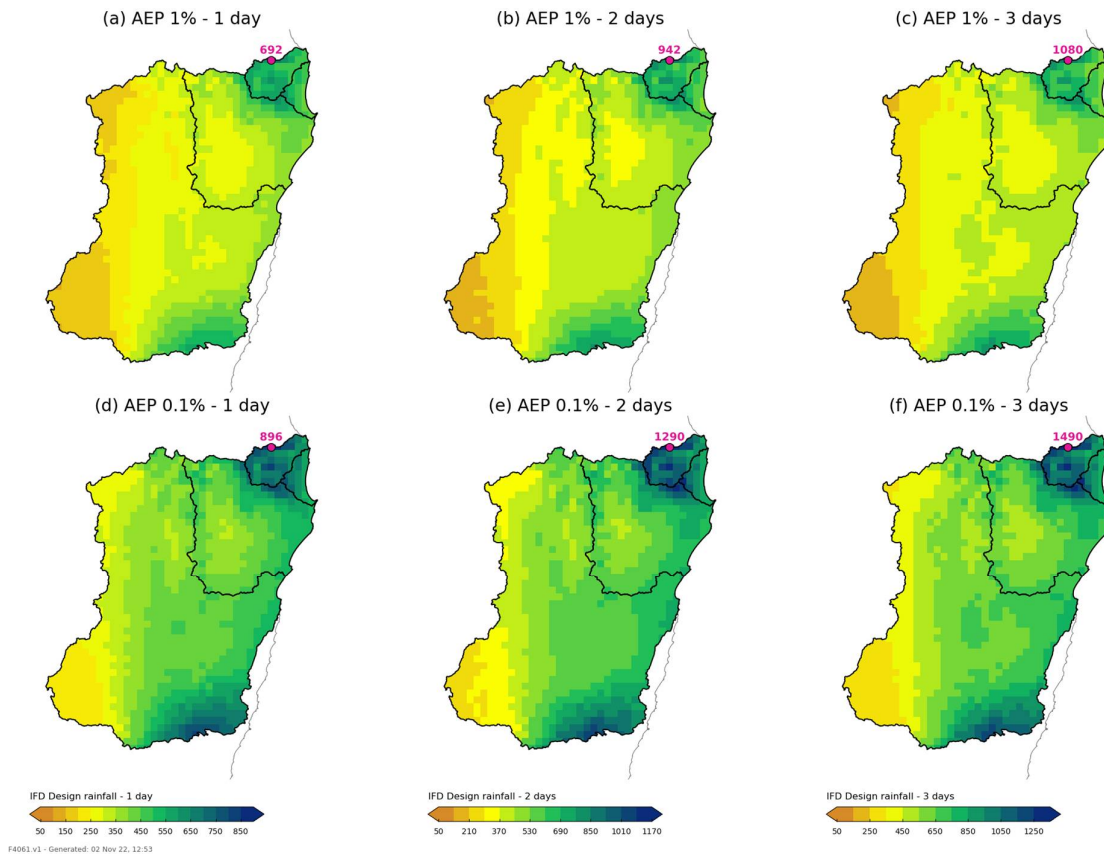 (a) AEP 1% - 1 day
(b) AEP 1% - 2 days
(c) AEP 1% - 3 days
692
942
1080
(d) AEP 0.1% - 1 day
(e) AEP 0.1% - 2 days
(f) AEP 0.1% - 3 days
896
1290
1490
IFD Design rainfall - 1 day
50 150 250 350 450 550 650 750 850
IFD Design rainfall - 2 days
50 210 370 530 690 850 1010 1170
IFD Design rainfall - 3 days
50 250 450 650 850 1050 1250
F4061.v1 - Generated: 02 Nov 22, 12:53